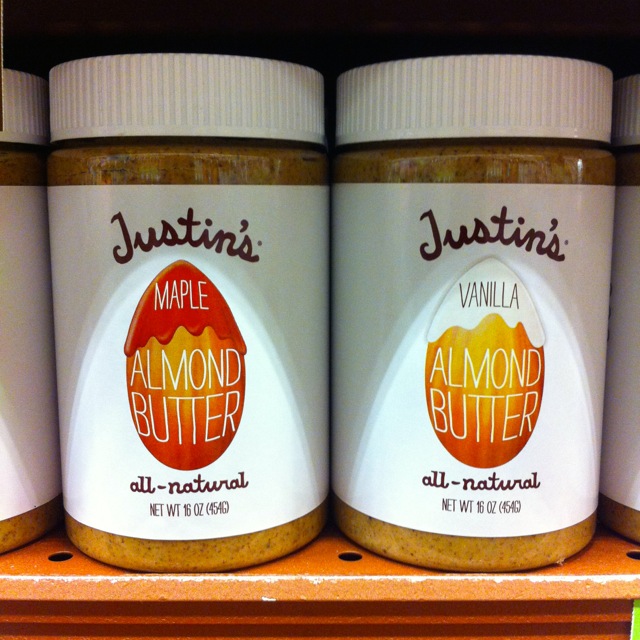 Justin's
MAPLE
ALMOND
BUTTER
all-natural
NET WT 16 OZ (454G)
Justin's
VANILLA
ALMOND
BUTTER
all-natural
NET WT 16 OZ (454G)